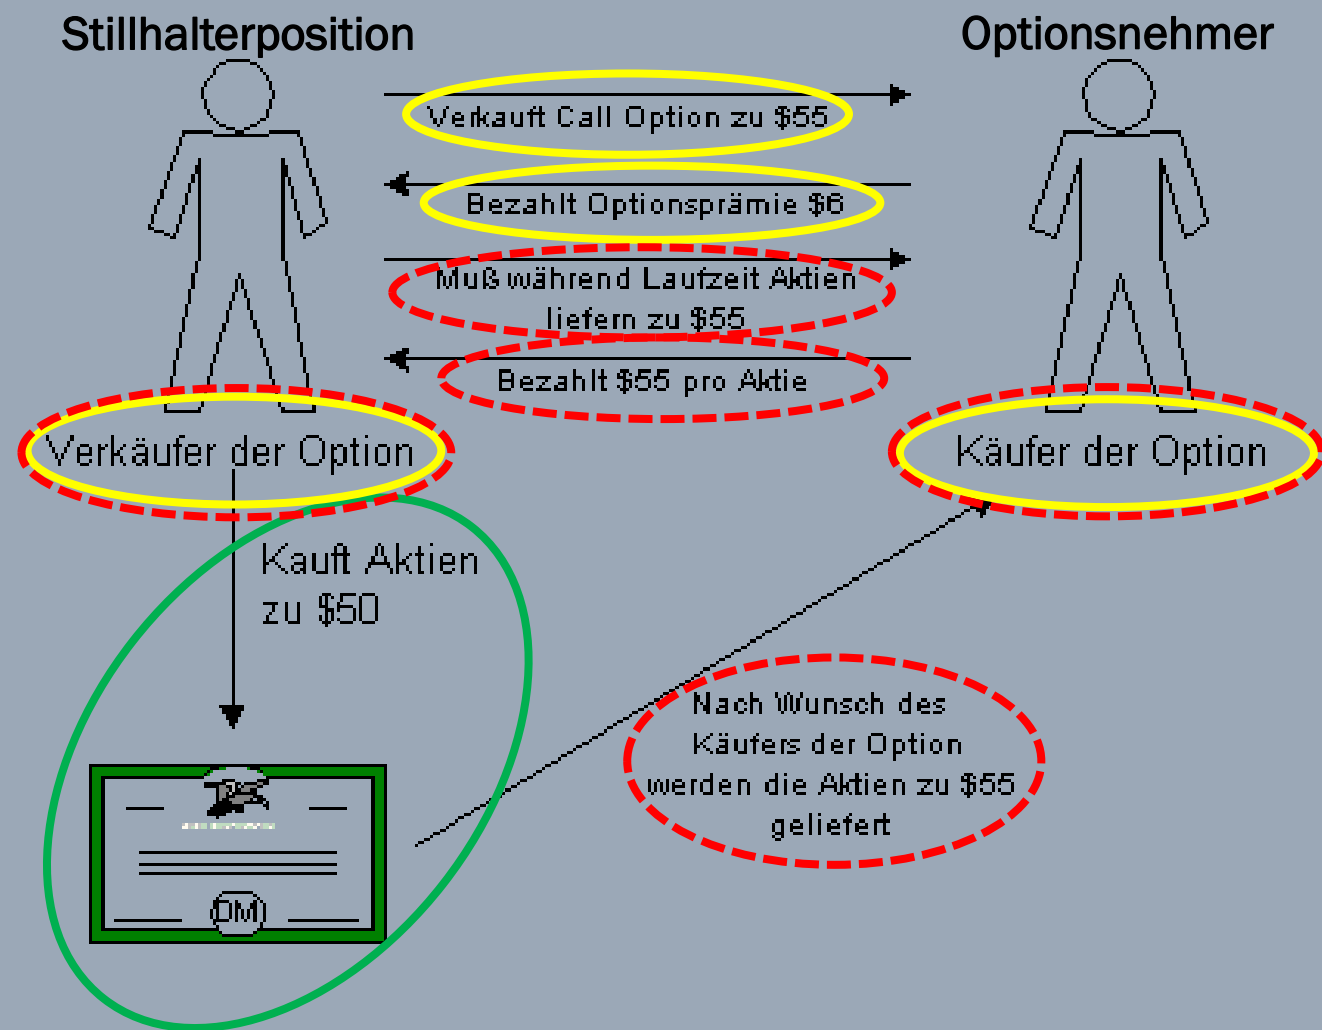 Stillhalterposition
Optionsnehmer
Verkauft Call Option zu $55
Bezahlt Optionsprämie $6
Muß während Laufzeit Aktien
liefern zu $55
Bezahlt $55 pro Aktie
Verkäufer der Option
Käufer der Option
Kauft Aktien
zu $50
Nach Wunsch des
Käufers der Option
werden die Aktien zu $55
geliefert
DM